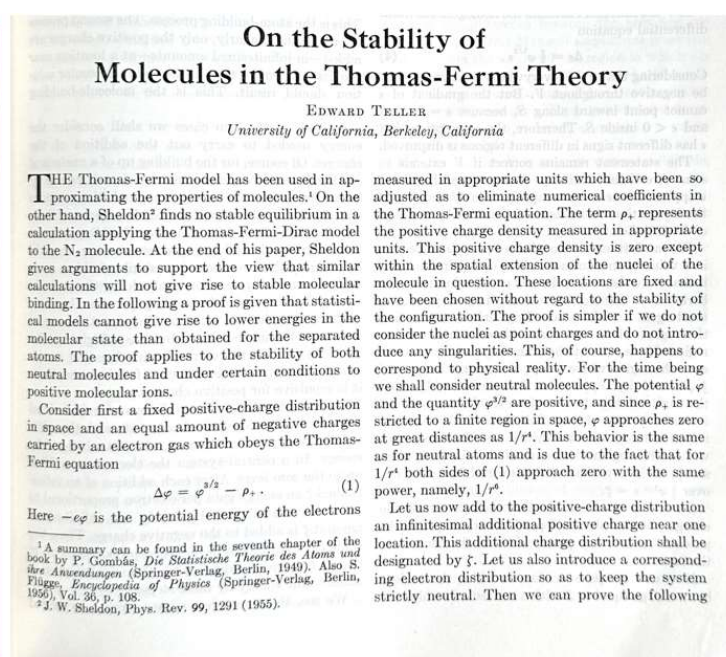 On the Stability of
Molecules in the Thomas-Fermi Theory
EDWARD TELLER
University of California, Berkeley, California
THE Thomas-Fermi model has been used in ap-
proximating the properties of molecules.¹ On the
other hand, Sheldon² finds no stable equilibrium in a
calculation applying the Thomas-Fermi-Dirac model
to the N₂ molecule. At the end of his paper, Sheldon
gives arguments to support the view that similar
calculations will not give rise to stable molecular
binding. In the following a proof is given that statisti-
cal models cannot give rise to lower energies in the
molecular state than obtained for the separated
atoms. The proof applies to the stability of both
neutral molecules and under certain conditions to
positive molecular ions.
Consider first a fixed positive-charge distribution
in space and an equal amount of negative charges
carried by an electron gas which obeys the Thomas-
Fermi equation
Δφ = φ^{3/2} − ρ₊ . (1)
Here −eφ is the potential energy of the electrons
¹ A summary can be found in the seventh chapter of the
book by P. Gombás, Die Statistische Theorie des Atoms und
ihre Anwendungen (Springer-Verlag, Berlin, 1949). Also S.
Flügge, Encyclopedia of Physics (Springer-Verlag, Berlin,
1956), Vol. 36, p. 108.
² J. W. Sheldon, Phys. Rev. 99, 1291 (1955).
measured in appropriate units which have been so
adjusted as to eliminate numerical coefficients in
the Thomas-Fermi equation. The term ρ₊ represents
the positive charge density measured in appropriate
units. This positive charge density is zero except
within the spatial extension of the nuclei of the
molecule in question. These locations are fixed and
have been chosen without regard to the stability of
the configuration. The proof is simpler if we do not
consider the nuclei as point charges and do not intro-
duce any singularities. This, of course, happens to
correspond to physical reality. For the time being
we shall consider neutral molecules. The potential φ
and the quantity φ^{3/2} are positive, and since ρ₊ is re-
stricted to a finite region in space, φ approaches zero
at great distances as 1/r⁴. This behavior is the same
as for neutral atoms and is due to the fact that for
1/r⁴ both sides of (1) approach zero with the same
power, namely, 1/r⁶.
Let us now add to the positive-charge distribution
an infinitesimal additional positive charge near one
location. This additional charge distribution shall be
designated by ζ. Let us also introduce a correspond-
ing electron distribution so as to keep the system
strictly neutral. Then we can prove the following